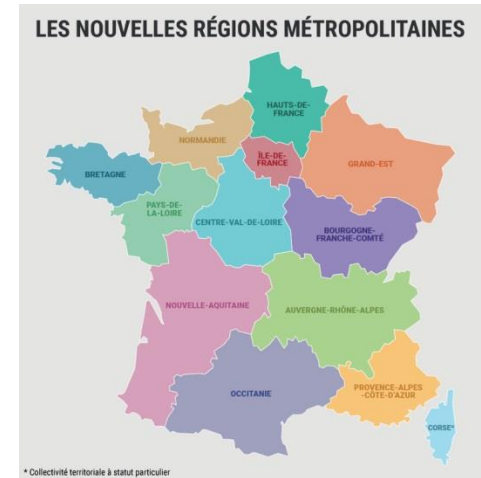 LES NOUVELLES RÉGIONS MÉTROPOLITAINES
HAUTS-DE-
FRANCE
NORMANDIE
ÎLE-DE-
FRANCE
GRAND-EST
BRETAGNE
PAYS-DE-
LA-LOIRE
CENTRE-VAL-DE-LOIRE
BOURGOGNE-
FRANCHE-COMTÉ
NOUVELLE-AQUITAINE
AUVERGNE-RHÔNE-ALPES
OCCITANIE
PROVENCE-ALPES
-CÔTE-D'AZUR
CORSE*
* Collectivité territoriale à statut particulier